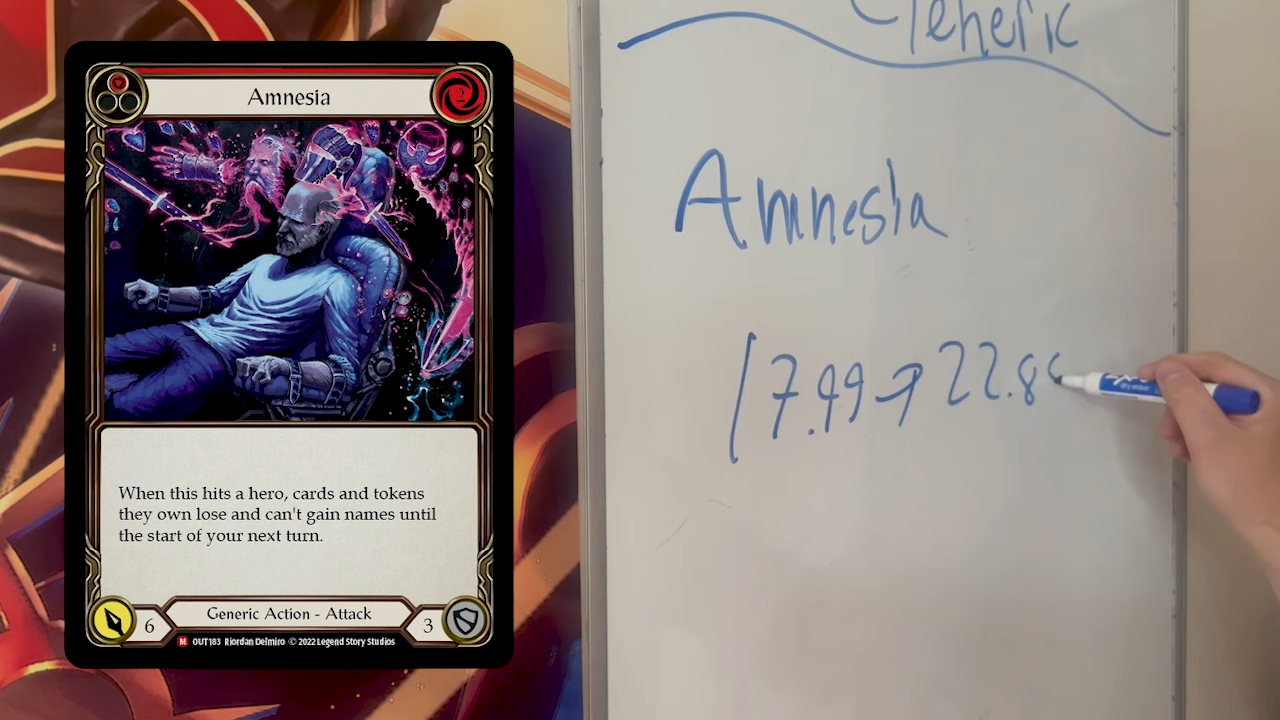 Generic
Amnesia
2
Amnesia
17.99→22.8
When this hits a hero, cards and tokens
they own lose and can't gain names until
the start of your next turn.
6
Generic Action - Attack
3
M OUT183 Riordan Delmiro © 2022 Legend Story Studios